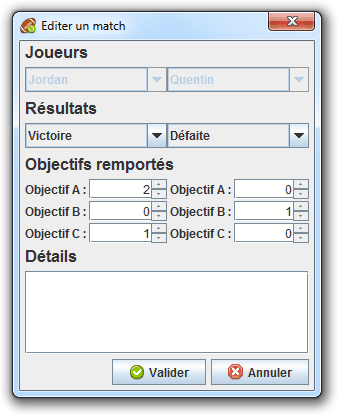 Editer un match
Joueurs
Jordan Quentin
Résultats
Victoire Défaite
Objectifs remportés
Objectif A : 2 Objectif A : 0
Objectif B : 0 Objectif B : 1
Objectif C : 1 Objectif C : 0
Détails
Valider Annuler